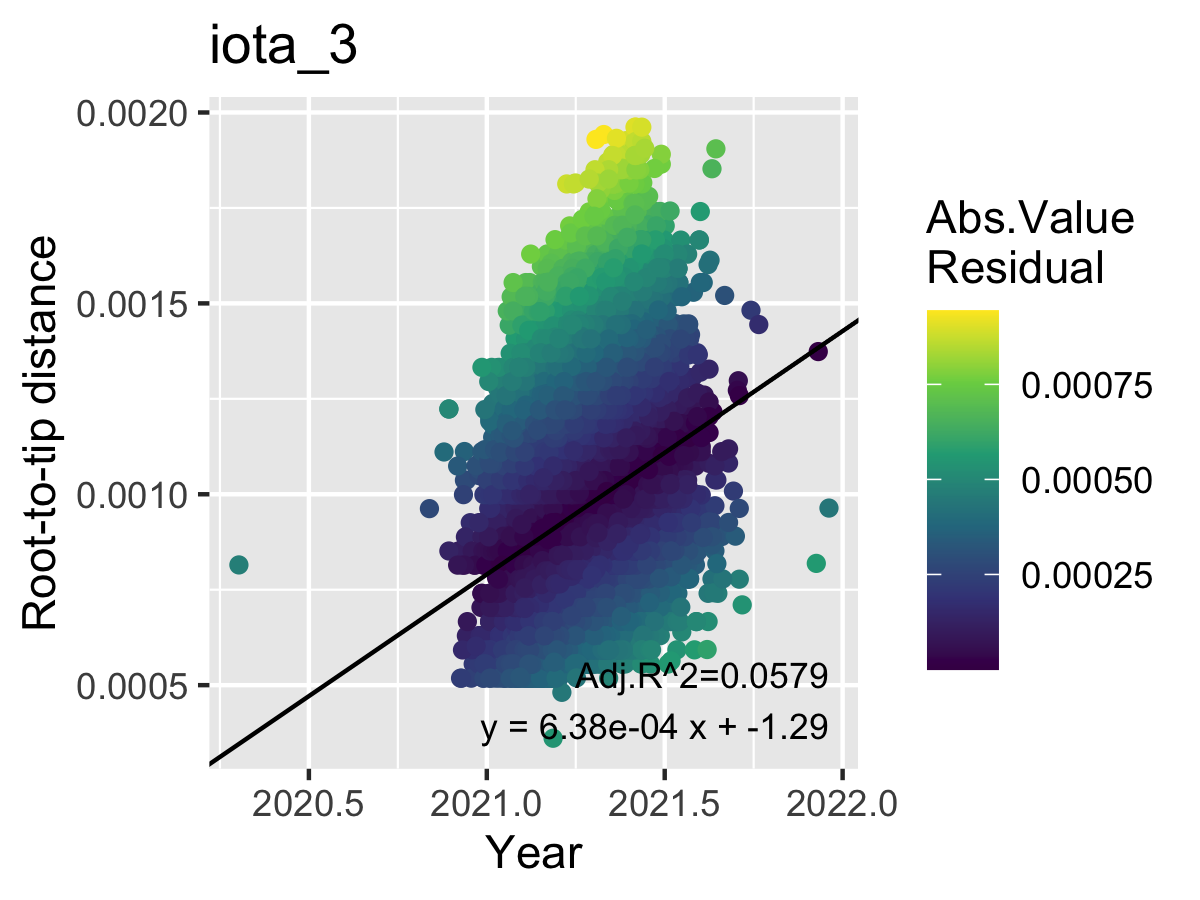 iota_3
Root-to-tip distance
0.0020
0.0015
0.0010
0.0005
Adj.R^2=0.0579
y = 6.38e-04 x + -1.29
2020.5
2021.0
2021.5
2022.0
Year
Abs.Value
Residual
0.00075
0.00050
0.00025